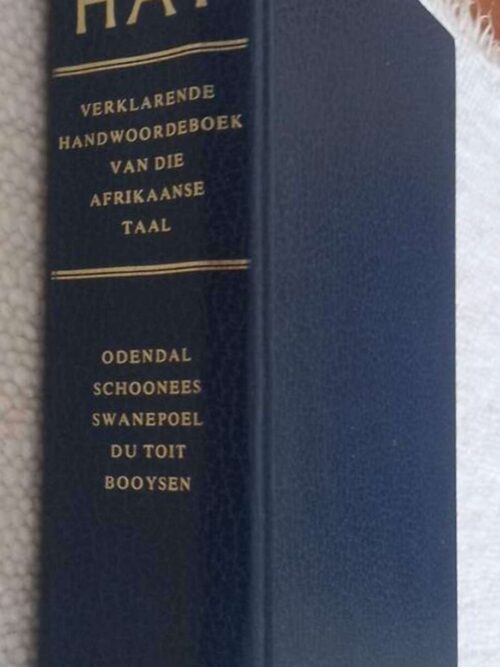 HAT
VERKLARENDE
HANDWOORDEBOEK
VAN DIE
AFRIKAANSE
TAAL
ODENDAL
SCHOONEES
SWANEPOEL
DU TOIT
BOOYSEN